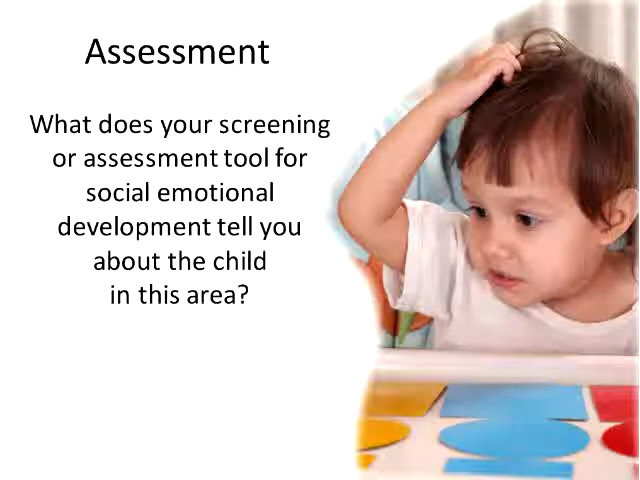 Assessment
What does your screening
or assessment tool for
social emotional
development tell you
about the child
in this area?